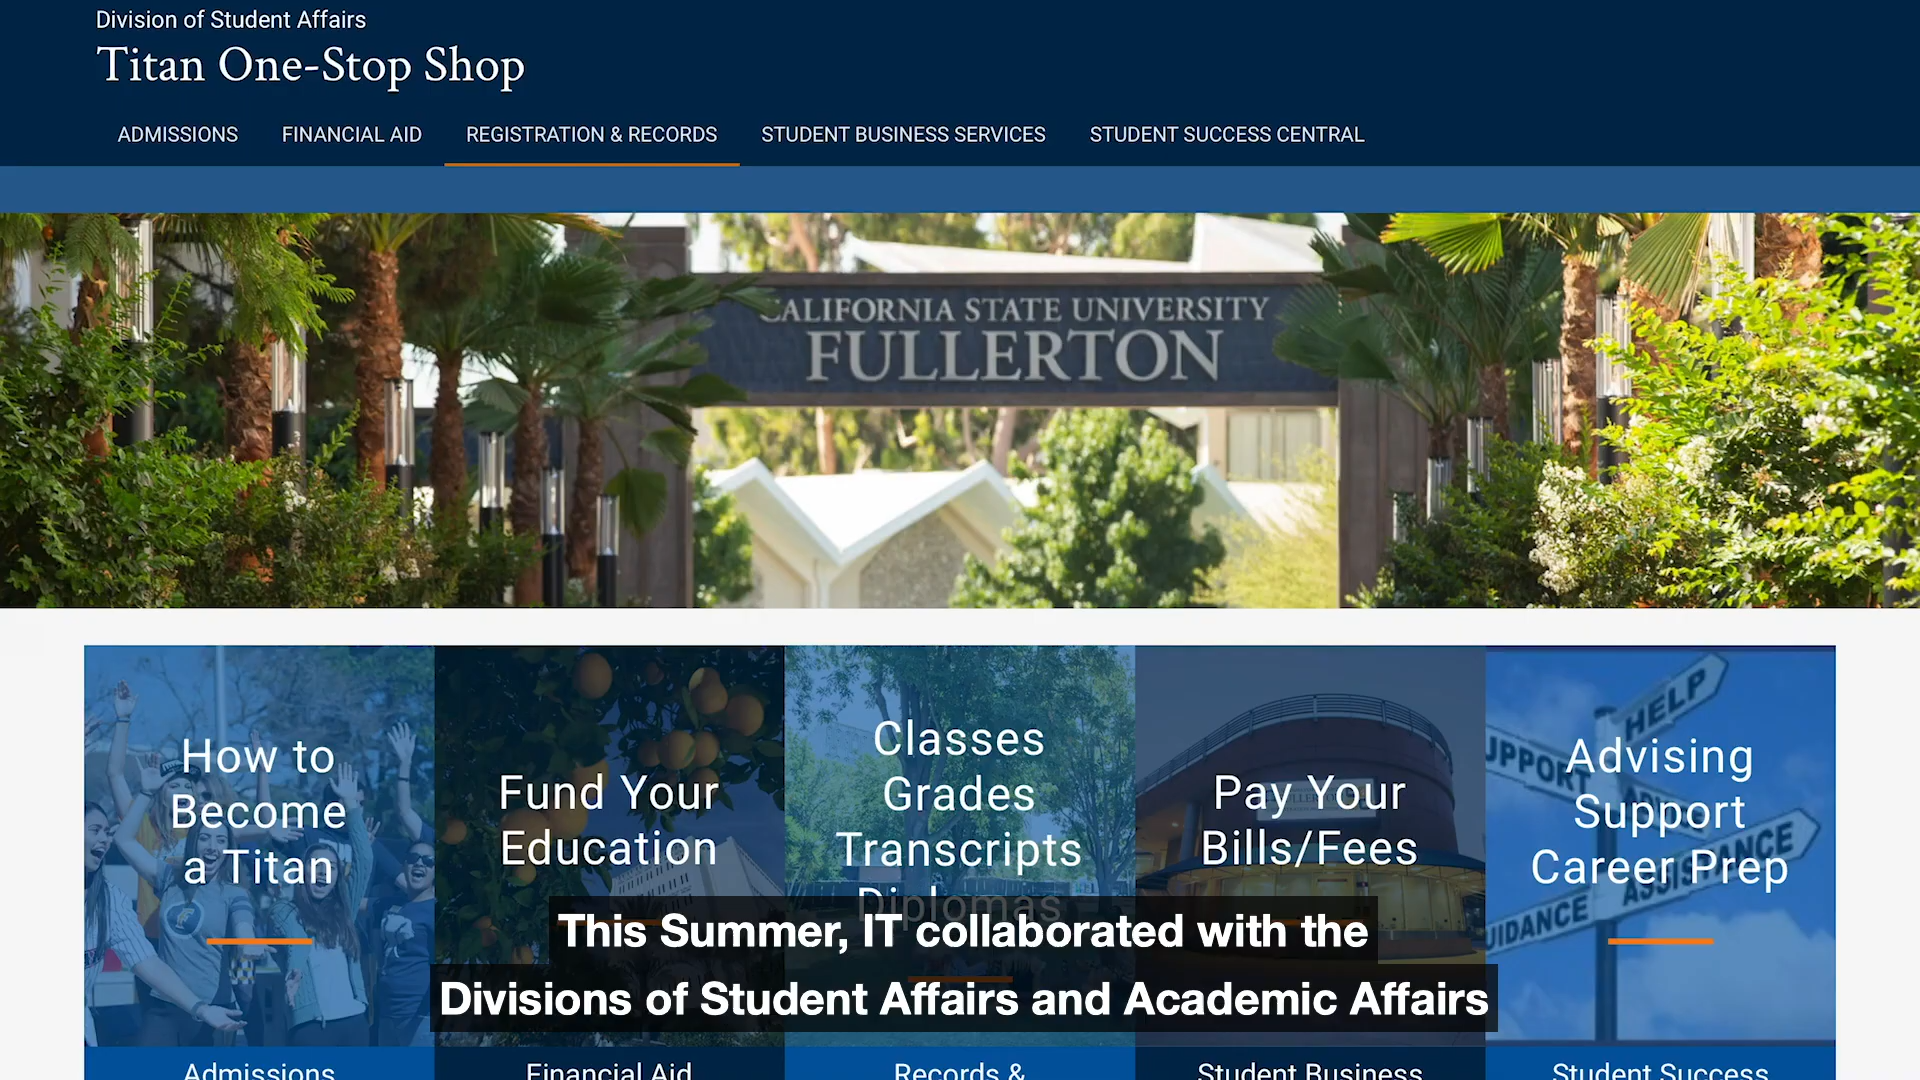 Division of Student Affairs
Titan One-Stop Shop
ADMISSIONS FINANCIAL AID REGISTRATION & RECORDS STUDENT BUSINESS SERVICES STUDENT SUCCESS CENTRAL
CALIFORNIA STATE UNIVERSITY
FULLERTON
How to
Become
a Titan
Fund Your
Education
Classes
Grades
Transcripts
Diplomas
Pay Your
Bills/Fees
HELP
GUIDANCE
Advising
Support
Career Prep
This Summer, IT collaborated with the
Divisions of Student Affairs and Academic Affairs
Admissions
Financial Aid
Records &
Student Business
Student Success